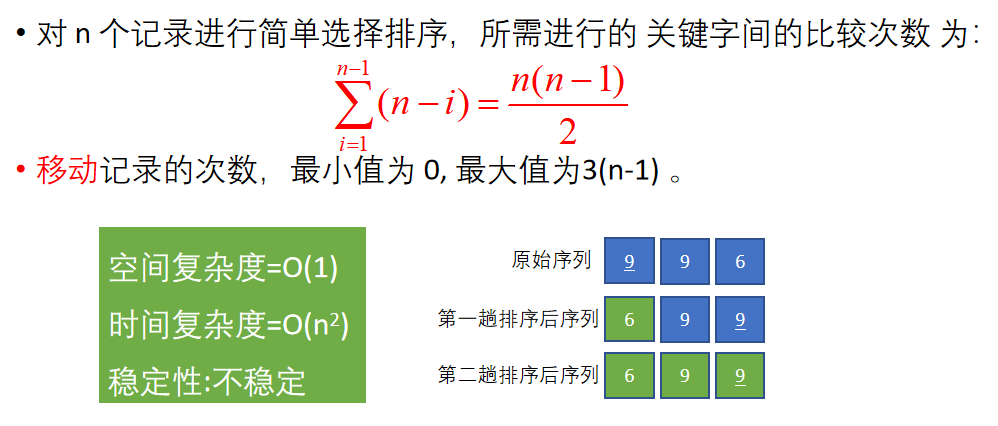 • 对 n 个记录进行简单选择排序，所需进行的 关键字间的比较次数 为：
\sum_{i=1}^{n-1}(n-i)=\frac{n(n-1)}{2}
• 移动记录的次数，最小值为 0, 最大值为3(n-1) 。
空间复杂度=O(1)
时间复杂度=O(n²)
稳定性:不稳定
原始序列 9 9 6
第一趟排序后序列 6 9 9
第二趟排序后序列 6 9 9